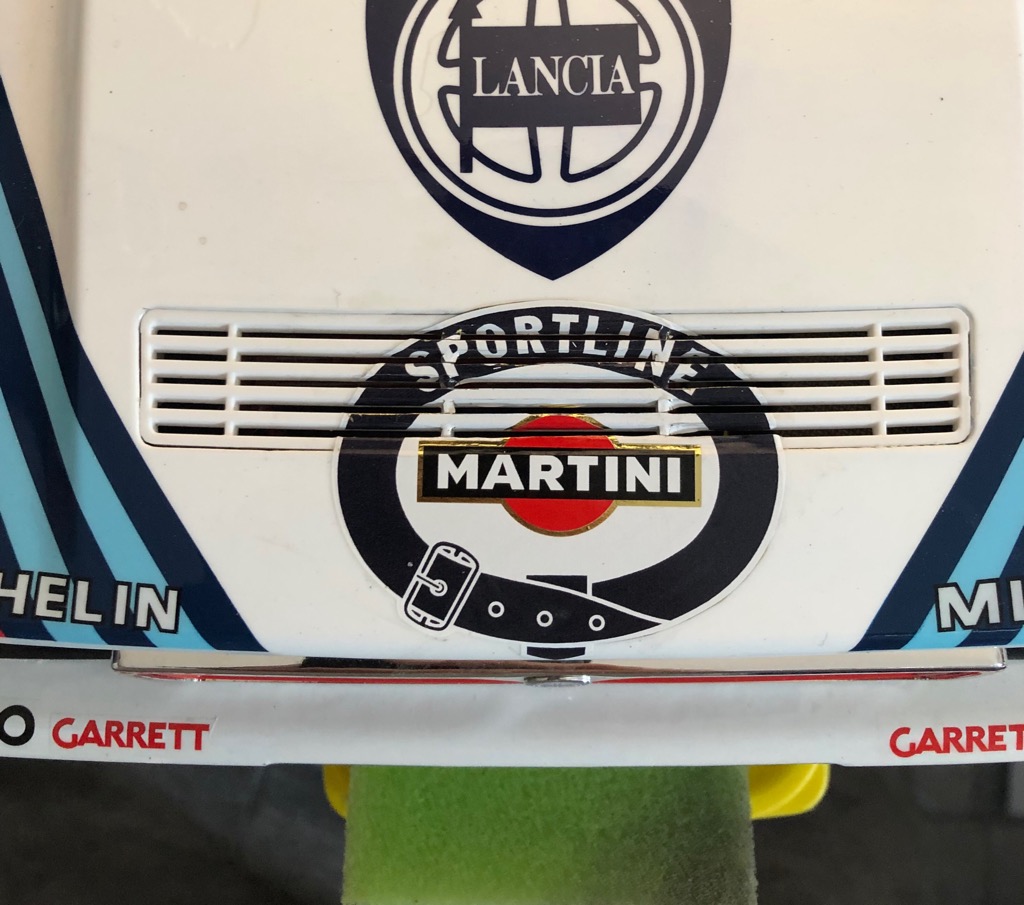 LANCIA
SPORTLINE
MARTINI
HELIN
MI
O GARRETT
GARRET